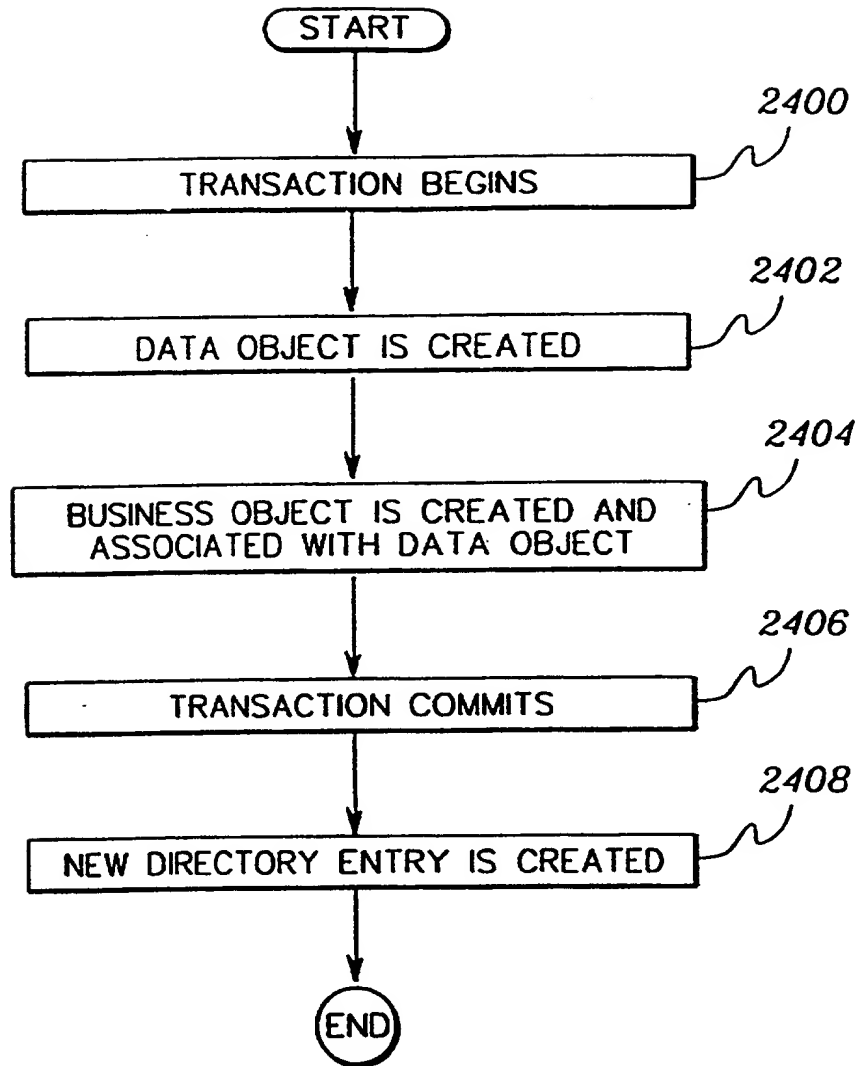 START
2400
TRANSACTION BEGINS
2402
DATA OBJECT IS CREATED
2404
BUSINESS OBJECT IS CREATED AND
ASSOCIATED WITH DATA OBJECT
2406
TRANSACTION COMMITS
2408
NEW DIRECTORY ENTRY IS CREATED
END